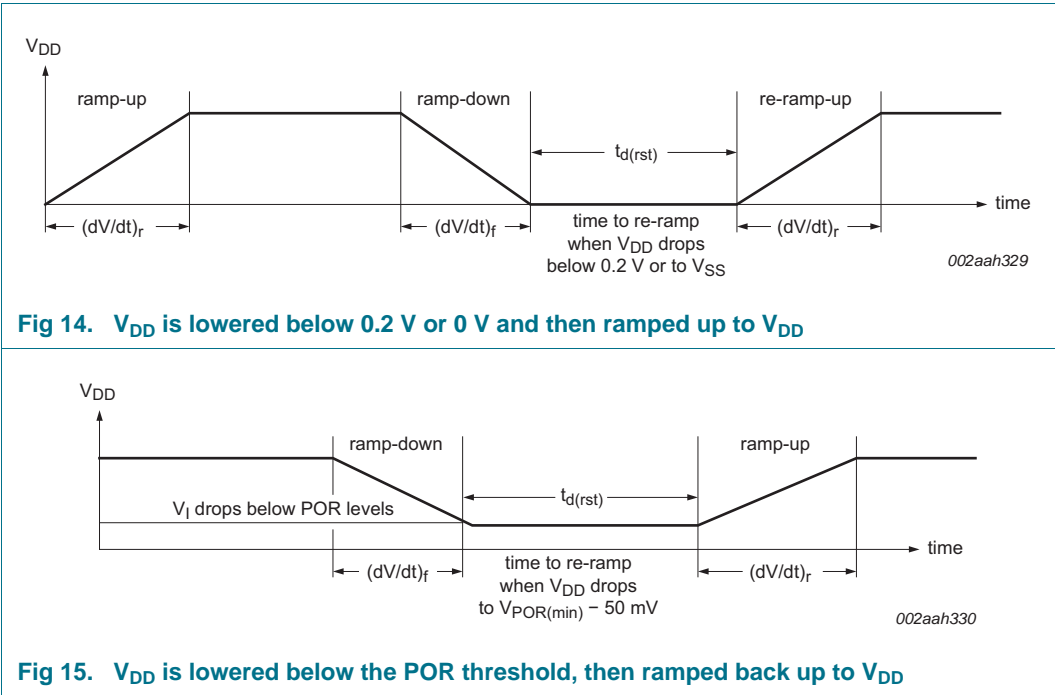 VDD
ramp-up
ramp-down
re-ramp-up
td(rst)
time
(dV/dt)r
(dV/dt)f
time to re-ramp
when VDD drops
below 0.2 V or to VSS
(dV/dt)r
002aah329
Fig 14. VDD is lowered below 0.2 V or 0 V and then ramped up to VDD
VDD
ramp-down
ramp-up
td(rst)
VI drops below POR levels
time
(dV/dt)f
time to re-ramp
when VDD drops
to VPOR(min) − 50 mV
(dV/dt)r
002aah330
Fig 15. VDD is lowered below the POR threshold, then ramped back up to VDD